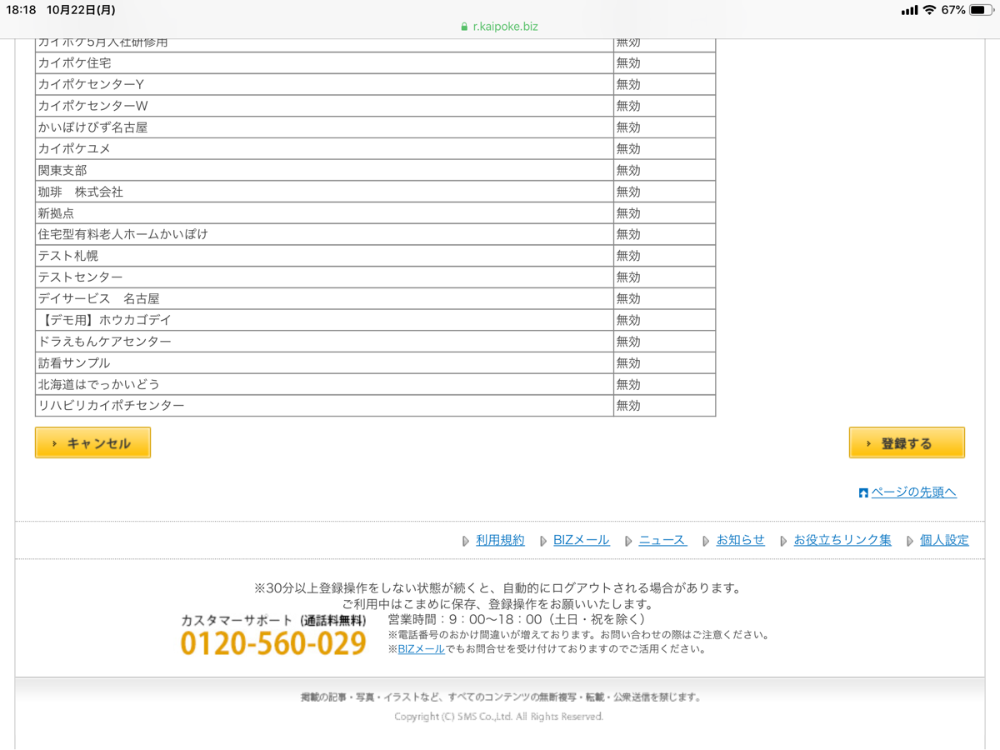 18:18 10月22日(月) 67%
r.kaipoke.biz
カイポケ5月入社研修用 無効
カイポケ住宅 無効
カイポケセンターY 無効
カイポケセンターW 無効
かいぽけびず名古屋 無効
カイポケユメ 無効
関東支部 無効
珈琲　株式会社 無効
新拠点 無効
住宅型有料老人ホームかいぽけ 無効
テスト札幌 無効
テストセンター 無効
デイサービス　名古屋 無効
【デモ用】ホウカゴデイ 無効
ドラえもんケアセンター 無効
訪看サンプル 無効
北海道はでっかいどう 無効
リハビリカイポチセンター 無効
キャンセル 登録する
ページの先頭へ
利用規約 BIZメール ニュース お知らせ お役立ちリンク集 個人設定
※30分以上登録操作をしない状態が続くと、自動的にログアウトされる場合があります。
ご利用中はこまめに保存、登録操作をお願いいたします。
カスタマーサポート (通話料無料)
0120-560-029
営業時間：9：00〜18：00（土日・祝を除く）
※電話番号のおかけ間違いが増えております。お問い合わせの際はご注意ください。
※BIZメールでもお問合せを受け付けておりますのでご活用ください。
掲載の記事・写真・イラストなど、すべてのコンテンツの無断複写・転載・公衆送信を禁じます。
Copyright (C) SMS Co.,Ltd. All Rights Reserved.